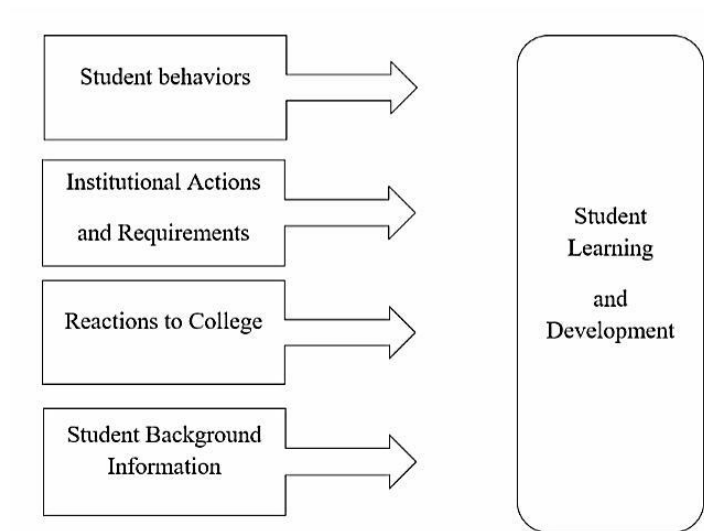 Student behaviors
Institutional Actions
and Requirements
Reactions to College
Student Background
Information
Student
Learning
and
Development